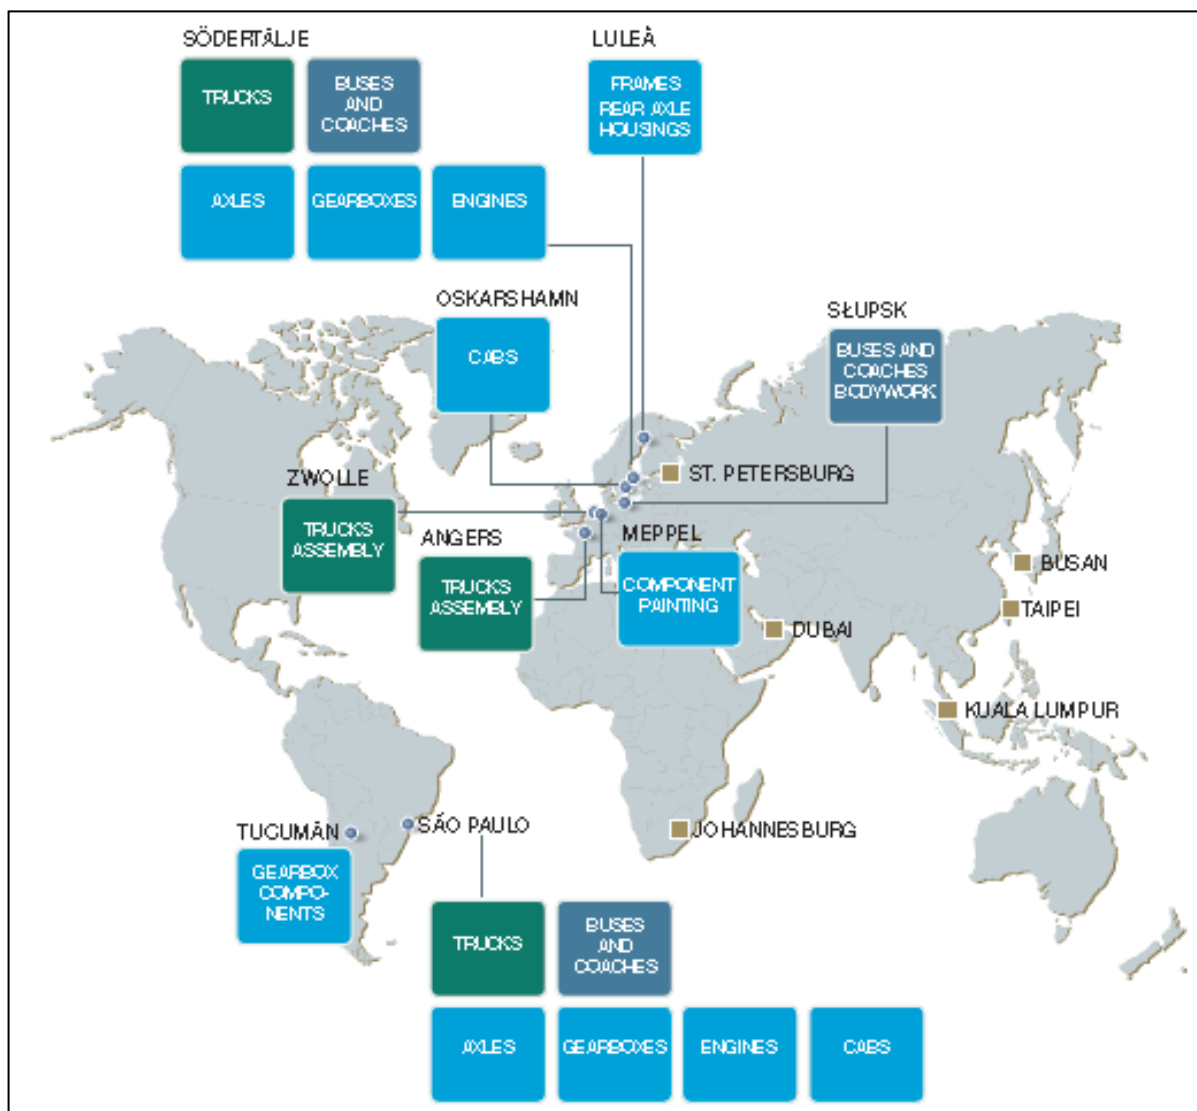 SÖDERTÄLJE
LULEÅ
TRUCKS
BUSES
AND
COACHES
FRAMES
REAR AXLE
HOUSINGS
AXLES
GEARBOXES
ENGINES
OSKARSHAMN
CABS
SŁUPSK
BUSES AND
COACHES
BODYWORK
ST. PETERSBURG
ZWOLLE
TRUCKS
ASSEMBLY
ANGERS
TRUCKS
ASSEMBLY
MEPPEL
COMPONENT
PAINTING
BUSAN
TAIPEI
DUBAI
KUALA LUMPUR
TUCUMÁN
SÃO PAULO
JOHANNESBURG
GEARBOX
COMPO-
NENTS
TRUCKS
BUSES
AND
COACHES
AXLES
GEARBOXES
ENGINES
CABS